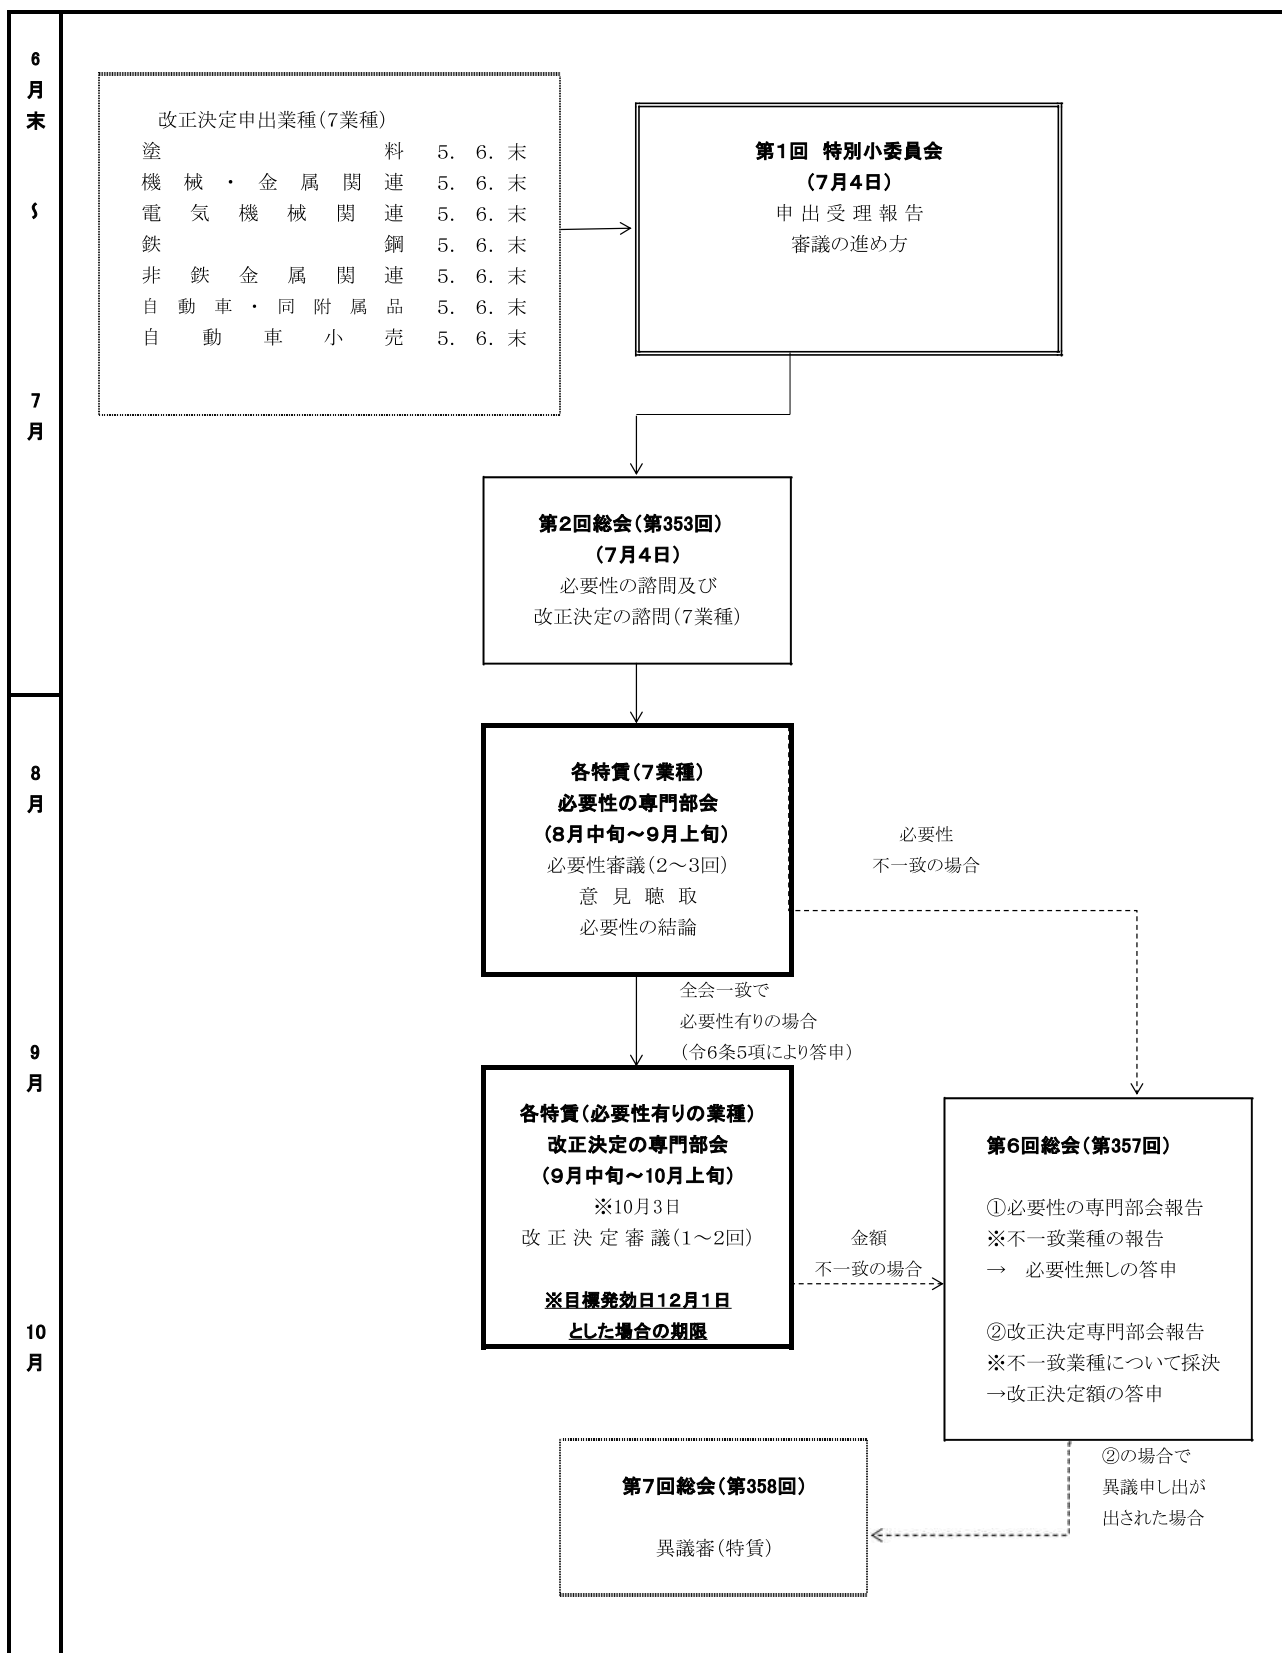 6
月
末
〜
7
月
8
月
9
月
10
月
改正決定申出業種(7業種)
塗料 5. 6. 末
機械・金属関連 5. 6. 末
電気機械関連 5. 6. 末
鉄鋼 5. 6. 末
非鉄金属関連 5. 6. 末
自動車・同附属品 5. 6. 末
自動車小売 5. 6. 末
第1回 特別小委員会
(7月4日)
申出受理報告
審議の進め方
第2回総会(第353回)
(7月4日)
必要性の諮問及び
改正決定の諮問(7業種)
各特賃(7業種)
必要性の専門部会
(8月中旬～9月上旬)
必要性審議(2～3回)
意見聴取
必要性の結論
必要性
不一致の場合
全会一致で
必要性有りの場合
(令6条5項により答申)
各特賃(必要性有りの業種)
改正決定の専門部会
(9月中旬～10月上旬)
※10月3日
改正決定審議(1～2回)
※目標発効日12月1日
とした場合の期限
金額
不一致の場合
第6回総会(第357回)
①必要性の専門部会報告
※不一致業種の報告
→ 必要性無しの答申
②改正決定専門部会報告
※不一致業種について採決
→改正決定額の答申
②の場合で
異議申し出が
出された場合
第7回総会(第358回)
異議審(特賃)